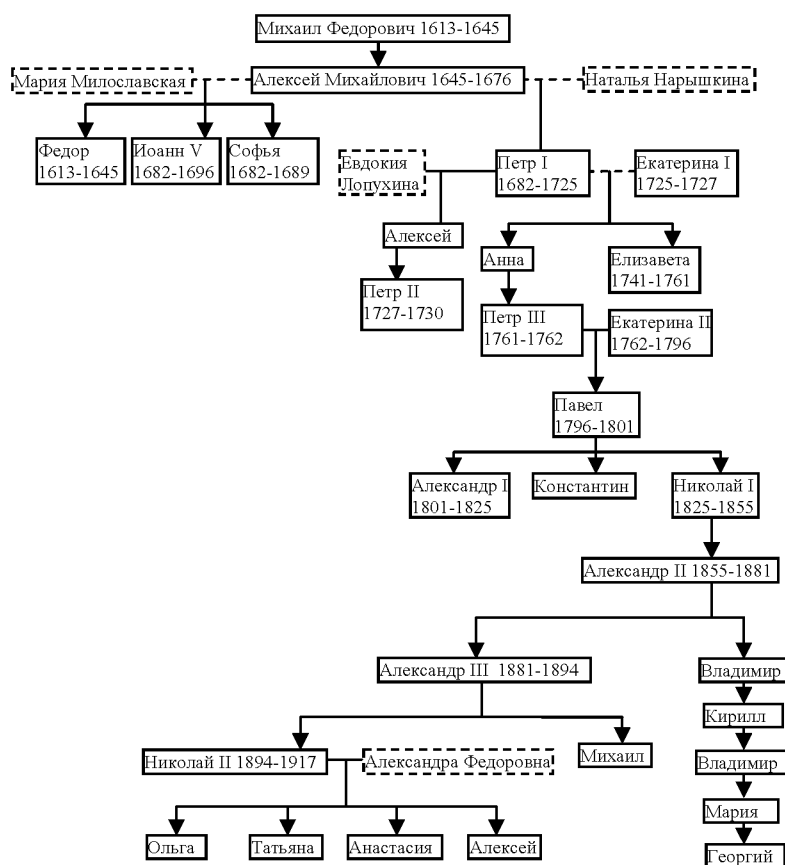 Михаил Федорович 1613-1645
Мария Милославская
Алексей Михайлович 1645-1676
Наталья Нарышкина
Федор
1613-1645
Иоанн V
1682-1696
Софья
1682-1689
Евдокия
Лопухина
Петр I
1682-1725
Екатерина I
1725-1727
Алексей
Анна
Елизавета
1741-1761
Петр II
1727-1730
Петр III
1761-1762
Екатерина II
1762-1796
Павел
1796-1801
Александр I
1801-1825
Константин
Николай I
1825-1855
Александр II 1855-1881
Александр III 1881-1894
Владимир
Кирилл
Николай II 1894-1917
Александра Федоровна
Михаил
Владимир
Мария
Ольга
Татьяна
Анастасия
Алексей
Георгий